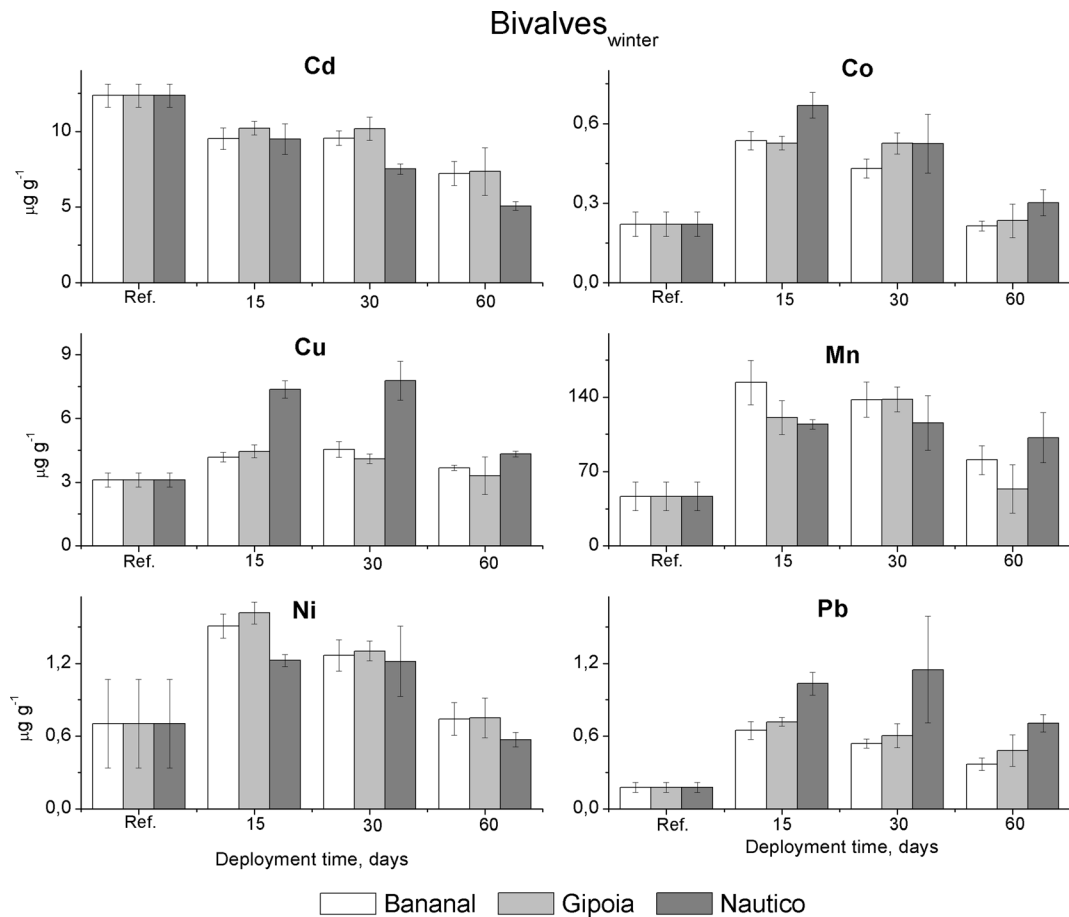 Bivalves winter
Cd
μg g⁻¹
10
5
0
Ref. 15 30 60
Co
0,6
0,3
0,0
Ref. 15 30 60
Cu
μg g⁻¹
9
6
3
0
Ref. 15 30 60
Mn
140
70
0
Ref. 15 30 60
Ni
μg g⁻¹
1,2
0,6
0,0
Ref. 15 30 60
Deployment time, days
Pb
1,2
0,6
0,0
Ref. 15 30 60
Deployment time, days
Bananal Gipoia Nautico